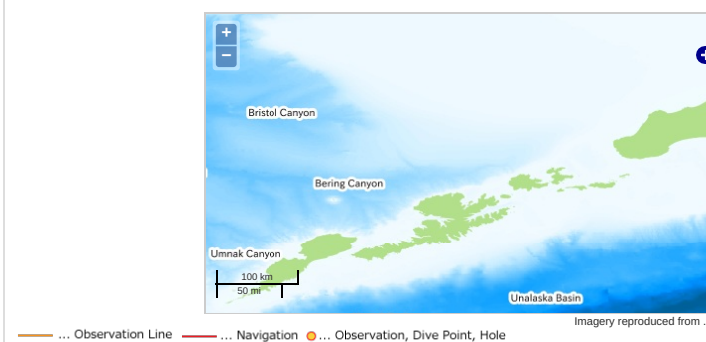 +
−
Bristol Canyon
Bering Canyon
Umnak Canyon
100 km
50 mi
Unalaska Basin
Imagery reproduced from .
... Observation Line ... Navigation ... Observation, Dive Point, Hole